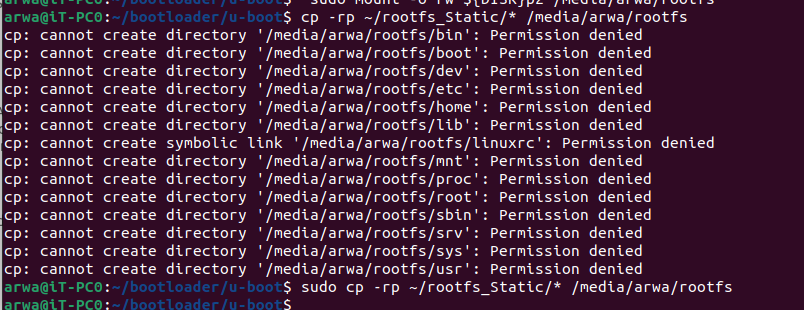 arwa@iT-PC0:~/bootloader/u-boot$ sudo mount -o rw ${DISK}p2 /media/arwa/rootfs
arwa@iT-PC0:~/bootloader/u-boot$ cp -rp ~/rootfs_Static/* /media/arwa/rootfs
cp: cannot create directory '/media/arwa/rootfs/bin': Permission denied
cp: cannot create directory '/media/arwa/rootfs/boot': Permission denied
cp: cannot create directory '/media/arwa/rootfs/dev': Permission denied
cp: cannot create directory '/media/arwa/rootfs/etc': Permission denied
cp: cannot create directory '/media/arwa/rootfs/home': Permission denied
cp: cannot create directory '/media/arwa/rootfs/lib': Permission denied
cp: cannot create symbolic link '/media/arwa/rootfs/linuxrc': Permission denied
cp: cannot create directory '/media/arwa/rootfs/mnt': Permission denied
cp: cannot create directory '/media/arwa/rootfs/proc': Permission denied
cp: cannot create directory '/media/arwa/rootfs/root': Permission denied
cp: cannot create directory '/media/arwa/rootfs/sbin': Permission denied
cp: cannot create directory '/media/arwa/rootfs/srv': Permission denied
cp: cannot create directory '/media/arwa/rootfs/sys': Permission denied
cp: cannot create directory '/media/arwa/rootfs/usr': Permission denied
arwa@iT-PC0:~/bootloader/u-boot$ sudo cp -rp ~/rootfs_Static/* /media/arwa/rootfs
arwa@iT-PC0:~/bootloader/u-boot$